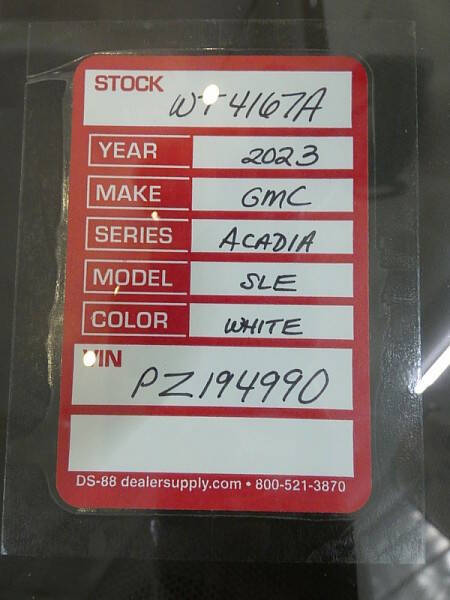 STOCK
WT4167A
YEAR 2023
MAKE GMC
SERIES ACADIA
MODEL SLE
COLOR WHITE
VIN
PZ194990
DS-88 dealersupply.com • 800-521-3870